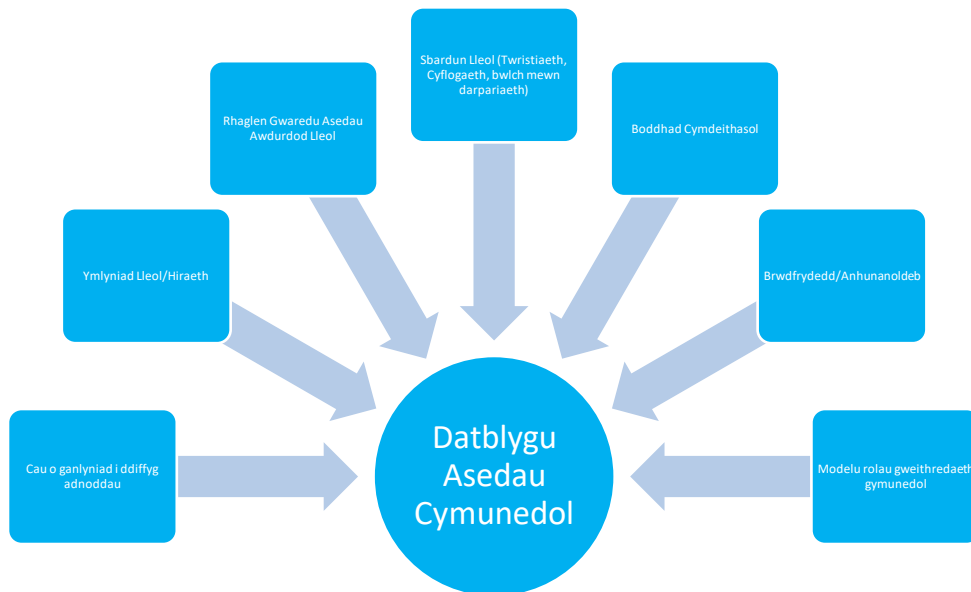 Sbardun Lleol (Twristiaeth,
Cyflogaeth, bwlch mewn
darpariaeth)
Rhaglen Gwaredu Asedau
Awdurdod Lleol
Boddhad Cymdeithasol
Ymlyniad Lleol/Hiraeth
Brwdfrydedd/Anhunanoldeb
Cau o ganlyniad i ddiffyg
adnoddau
Datblygu
Asedau
Cymunedol
Modelu rolau gweithredaeth
gymunedol